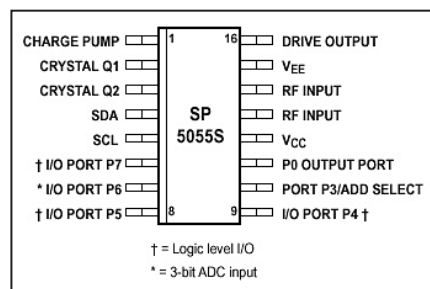 CHARGE PUMP 1 16 DRIVE OUTPUT
CRYSTAL Q1 VEE
CRYSTAL Q2 RF INPUT
SDA SP RF INPUT
SCL 5055S VCC
† I/O PORT P7 P0 OUTPUT PORT
* I/O PORT P6 PORT P3/ADD SELECT
† I/O PORT P5 8 9 I/O PORT P4 †
† = Logic level I/O
* = 3-bit ADC input